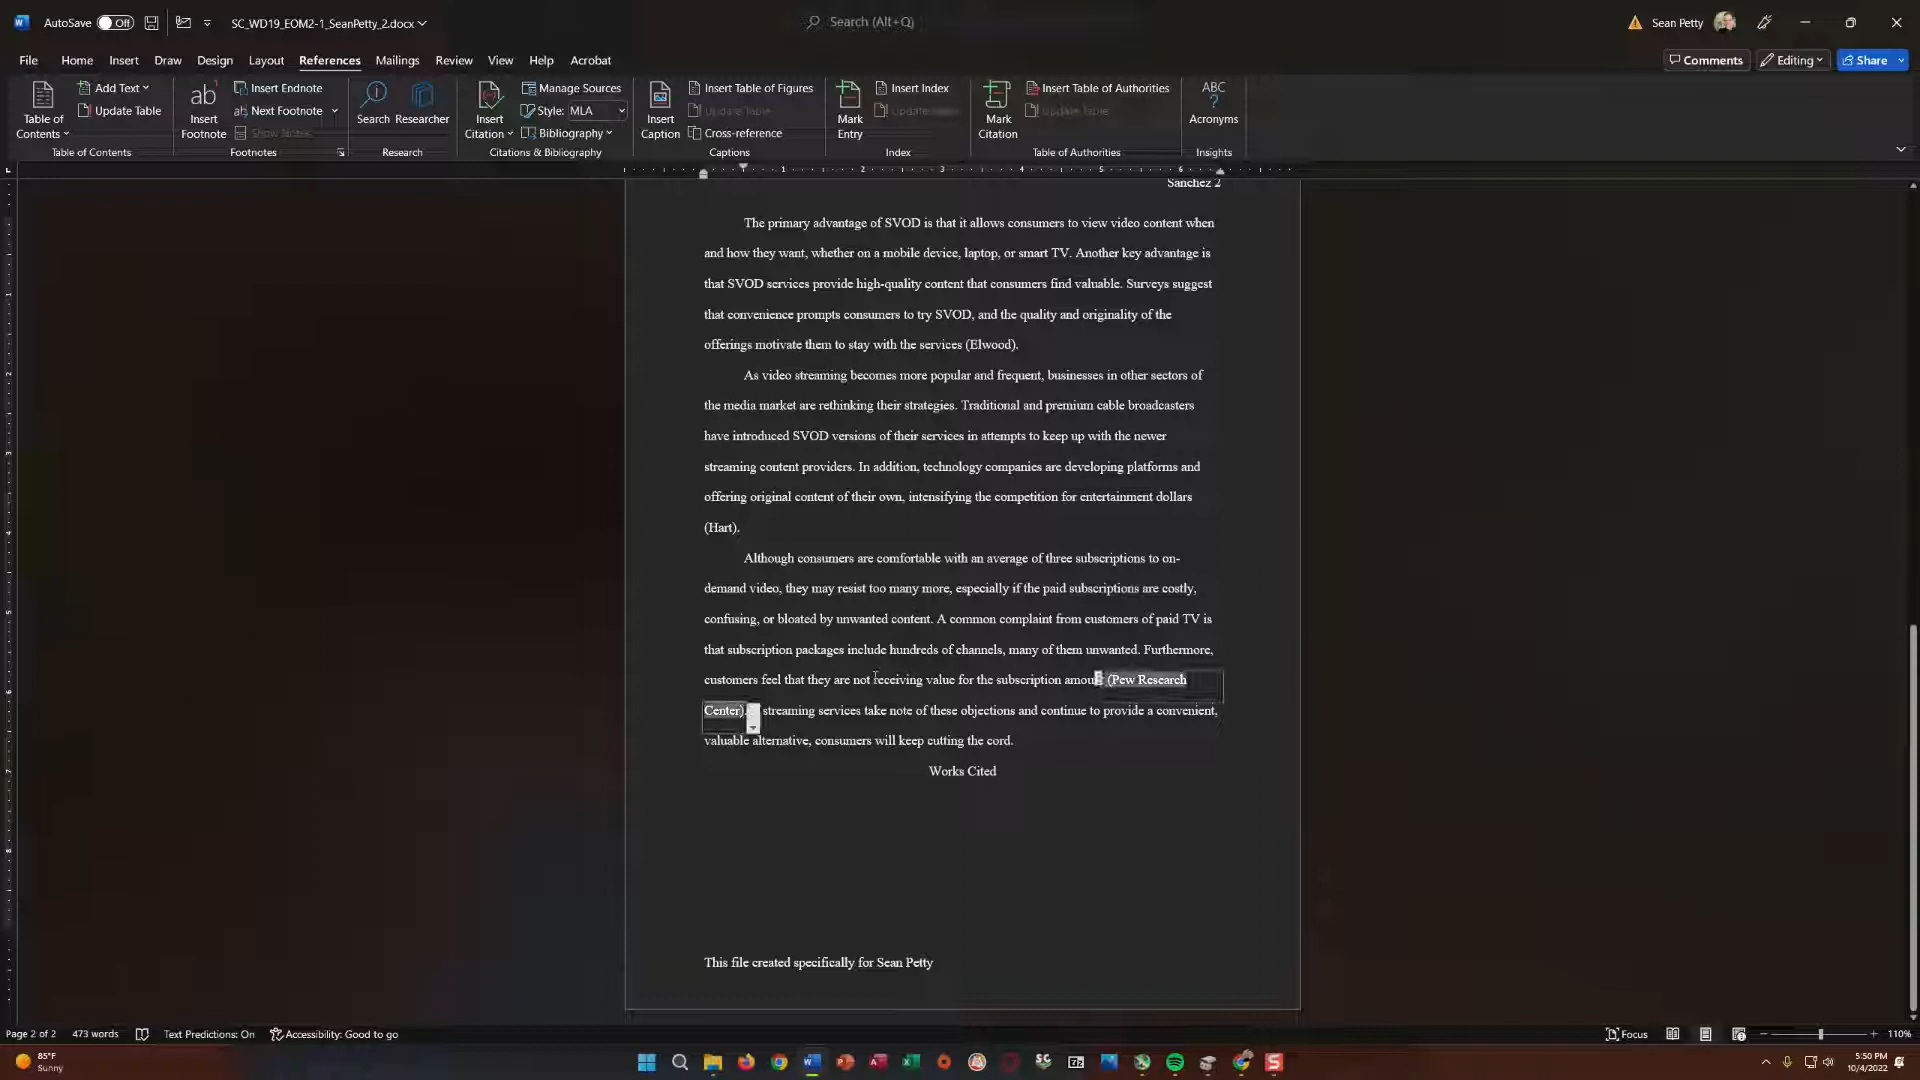 AutoSave Off SC_WD19_EOM2-1_SeanPetty_2.docx Search (Alt+Q) Sean Petty
File Home Insert Draw Design Layout References Mailings Review View Help Acrobat Comments Editing Share
Table of Contents
Add Text
Update Table
Table of Contents
ab
Insert Footnote
Insert Endnote
ab Next Footnote
Show Notes
Footnotes
Search
Researcher
Research
Insert Citation
Manage Sources
Style: MLA
Bibliography
Citations & Bibliography
Insert Caption
Insert Table of Figures
Update Table
Cross-reference
Captions
Mark Entry
Insert Index
Update
Index
Mark Citation
Insert Table of Authorities
Update Table
Table of Authorities
ABC
?
Acronyms
Insights
1 2 3 4 5 6
Sanchez 2
The primary advantage of SVOD is that it allows consumers to view video content when
and how they want, whether on a mobile device, laptop, or smart TV. Another key advantage is
that SVOD services provide high-quality content that consumers find valuable. Surveys suggest
that convenience prompts consumers to try SVOD, and the quality and originality of the
offerings motivate them to stay with the services (Elwood).
As video streaming becomes more popular and frequent, businesses in other sectors of
the media market are rethinking their strategies. Traditional and premium cable broadcasters
have introduced SVOD versions of their services in attempts to keep up with the newer
streaming content providers. In addition, technology companies are developing platforms and
offering original content of their own, intensifying the competition for entertainment dollars
(Hart).
Although consumers are comfortable with an average of three subscriptions to on-
demand video, they may resist too many more, especially if the paid subscriptions are costly,
confusing, or bloated by unwanted content. A common complaint from customers of paid TV is
that subscription packages include hundreds of channels, many of them unwanted. Furthermore,
customers feel that they are not receiving value for the subscription amoun (Pew Research
Center). streaming services take note of these objections and continue to provide a convenient,
valuable alternative, consumers will keep cutting the cord.
Works Cited
This file created specifically for Sean Petty
Page 2 of 2 473 words Text Predictions: On Accessibility: Good to go Focus 110%
85°F
Sunny
5:50 PM
10/4/2022